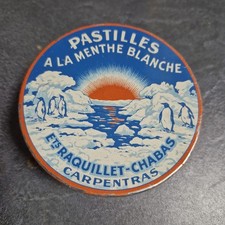 PASTILLES
A LA MENTHE BLANCHE
ETS RAQUILLET-CHABAS
CARPENTRAS